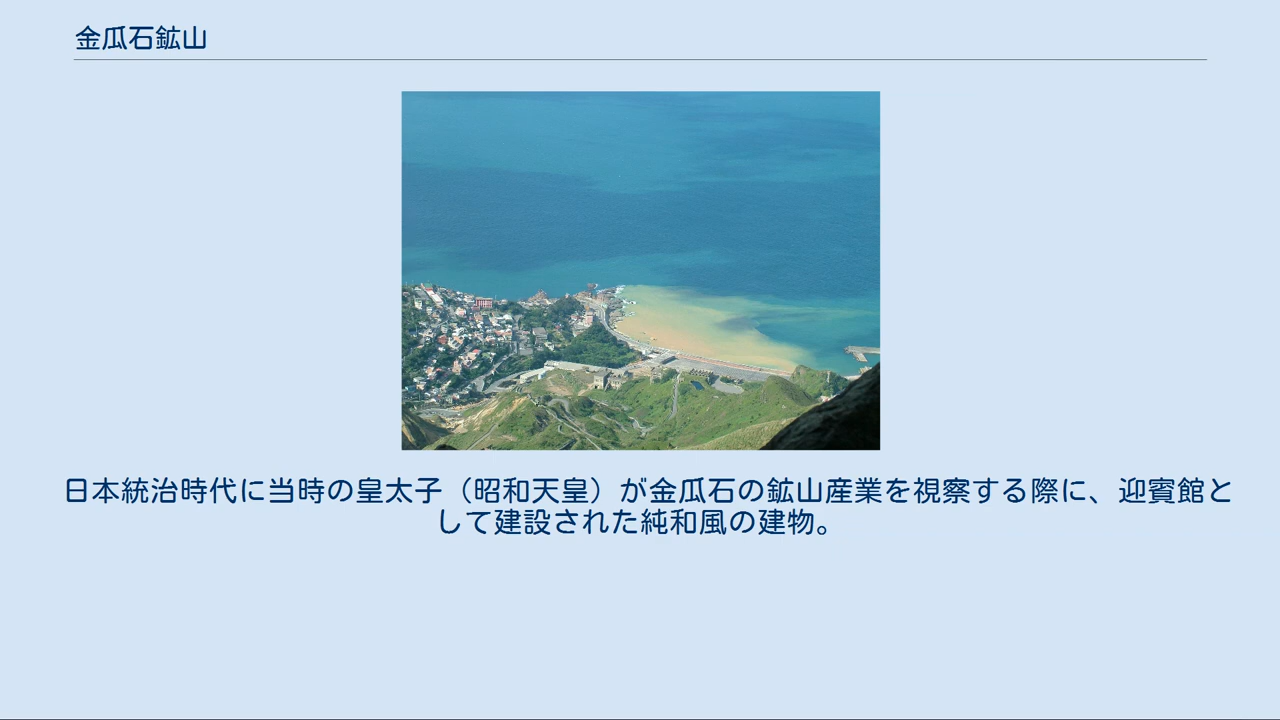 金瓜石鉱山
日本統治時代に当時の皇太子（昭和天皇）が金瓜石の鉱山産業を視察する際に、迎賓館と
して建設された純和風の建物。